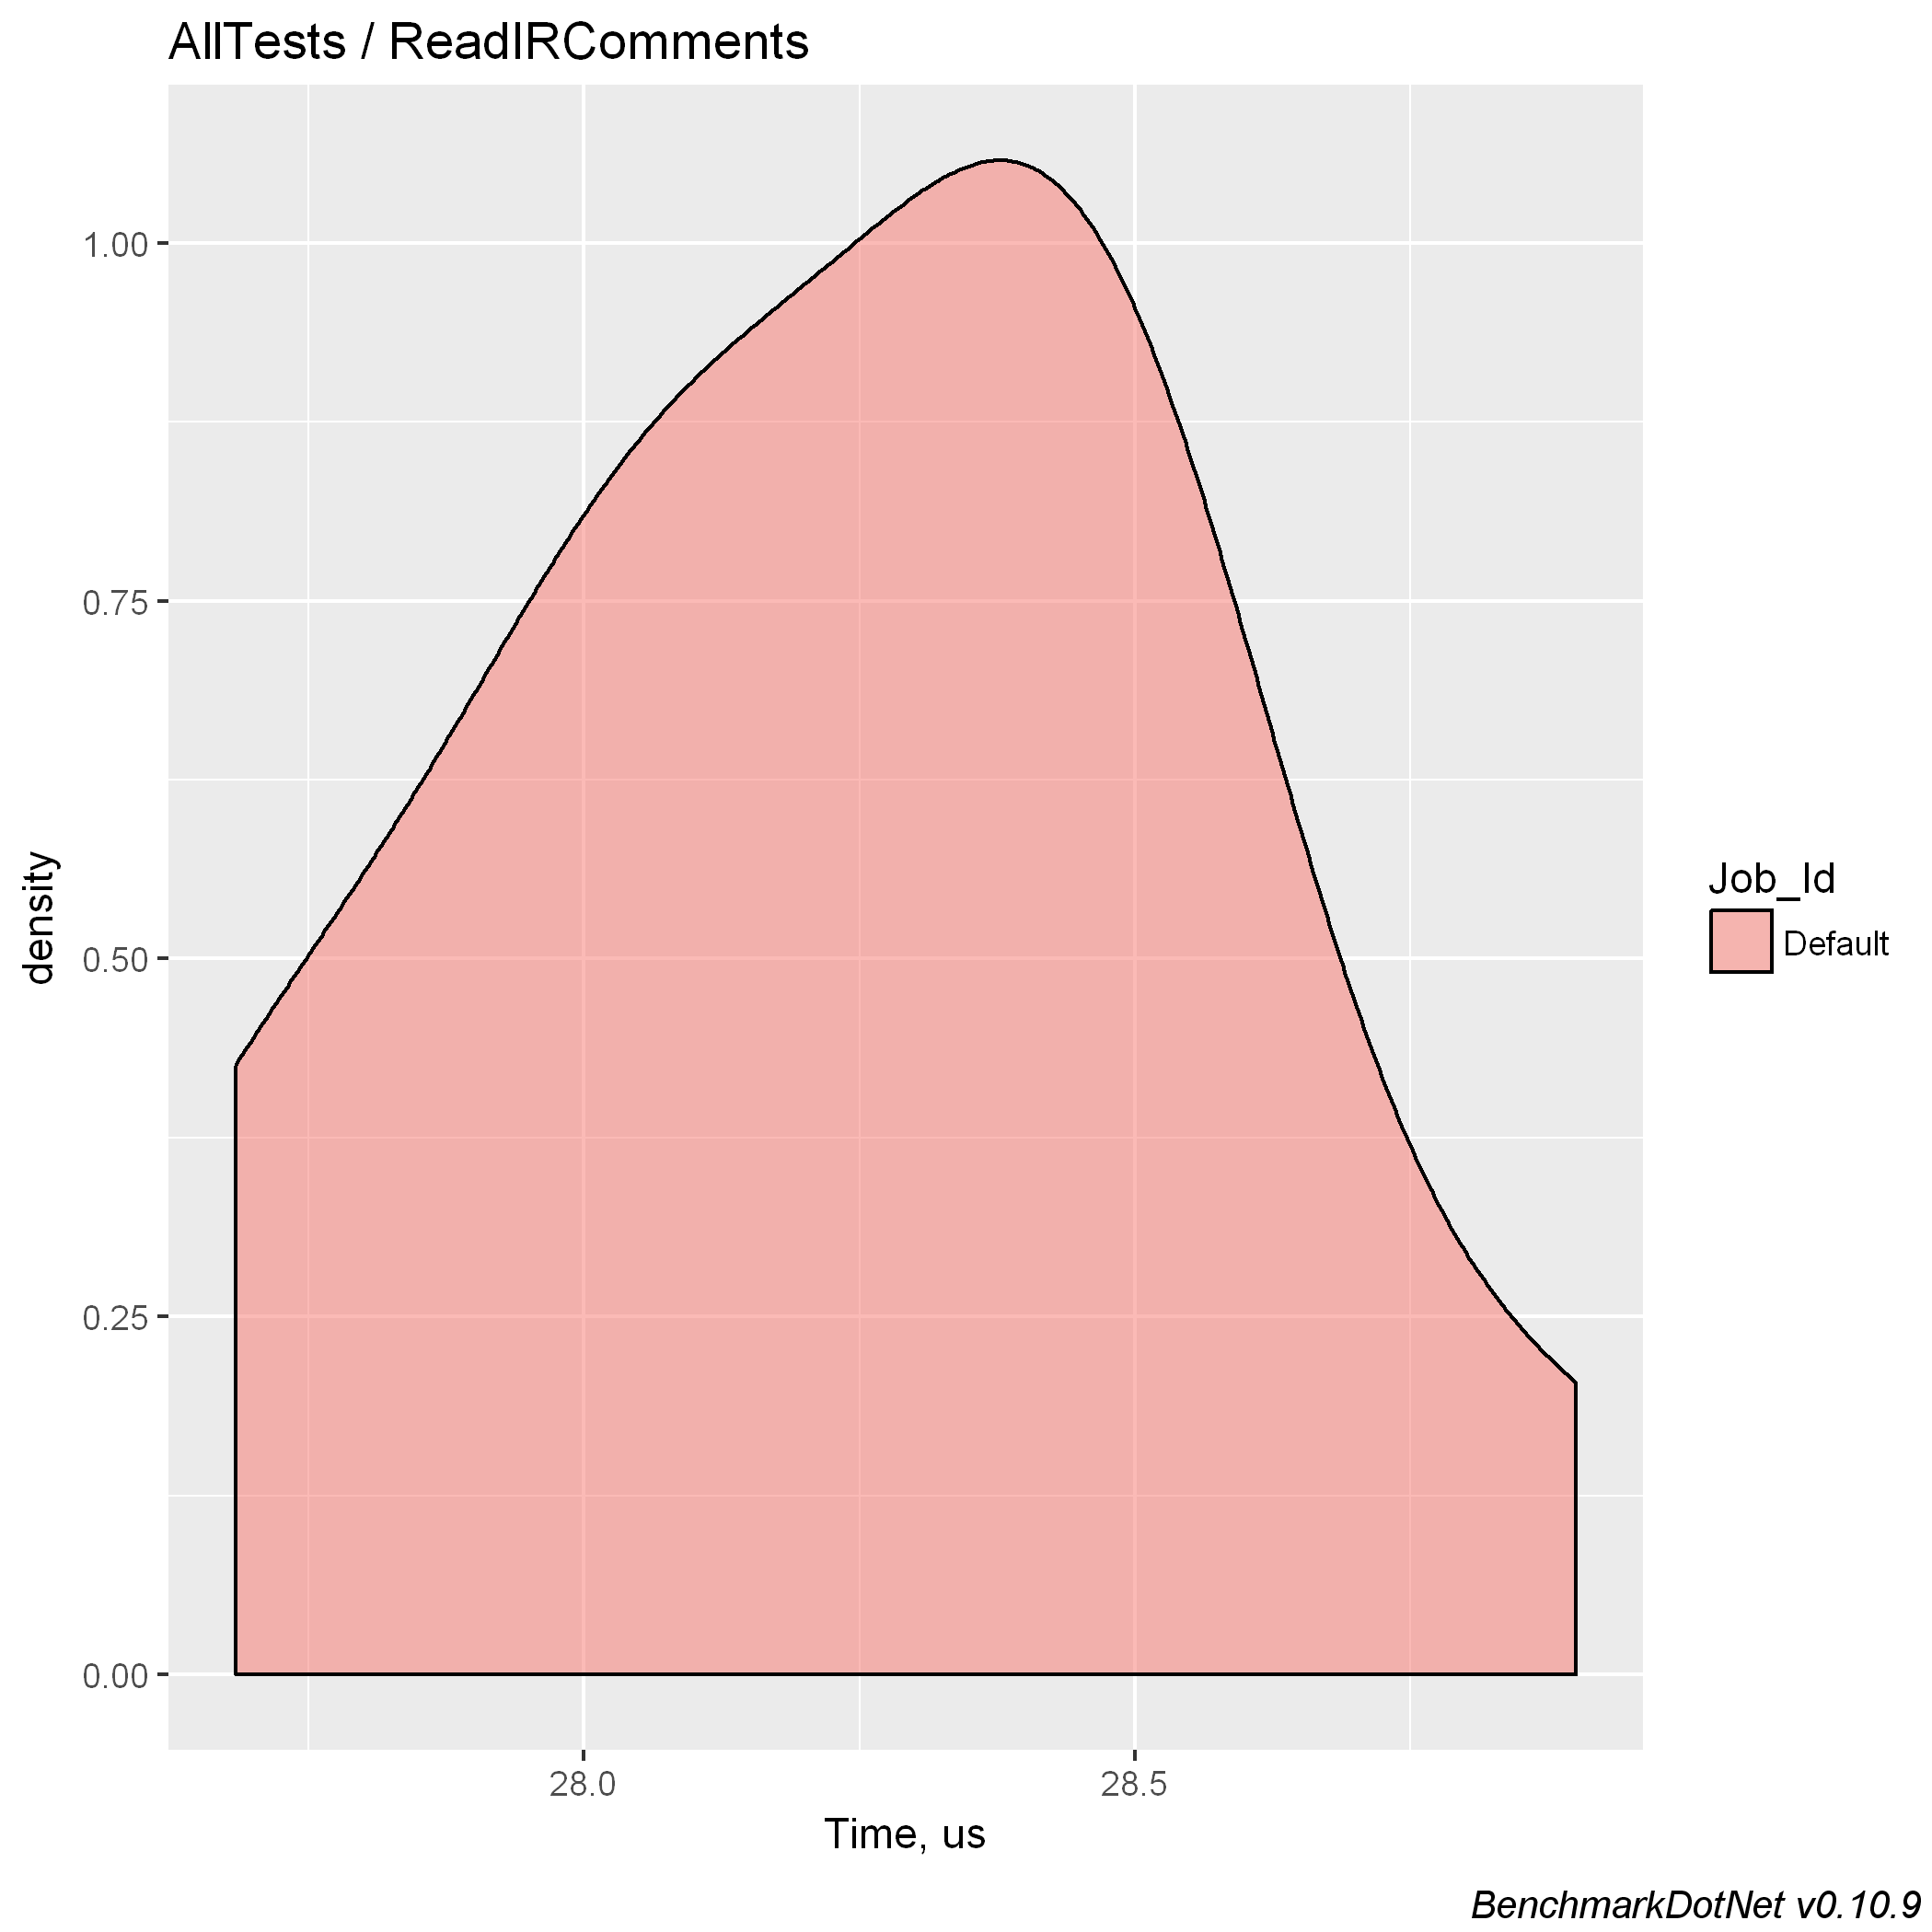 AllTests / ReadIRComments
density
1.00
0.75
0.50
0.25
0.00
28.0
28.5
Time, us
Job_Id
Default
BenchmarkDotNet v0.10.9